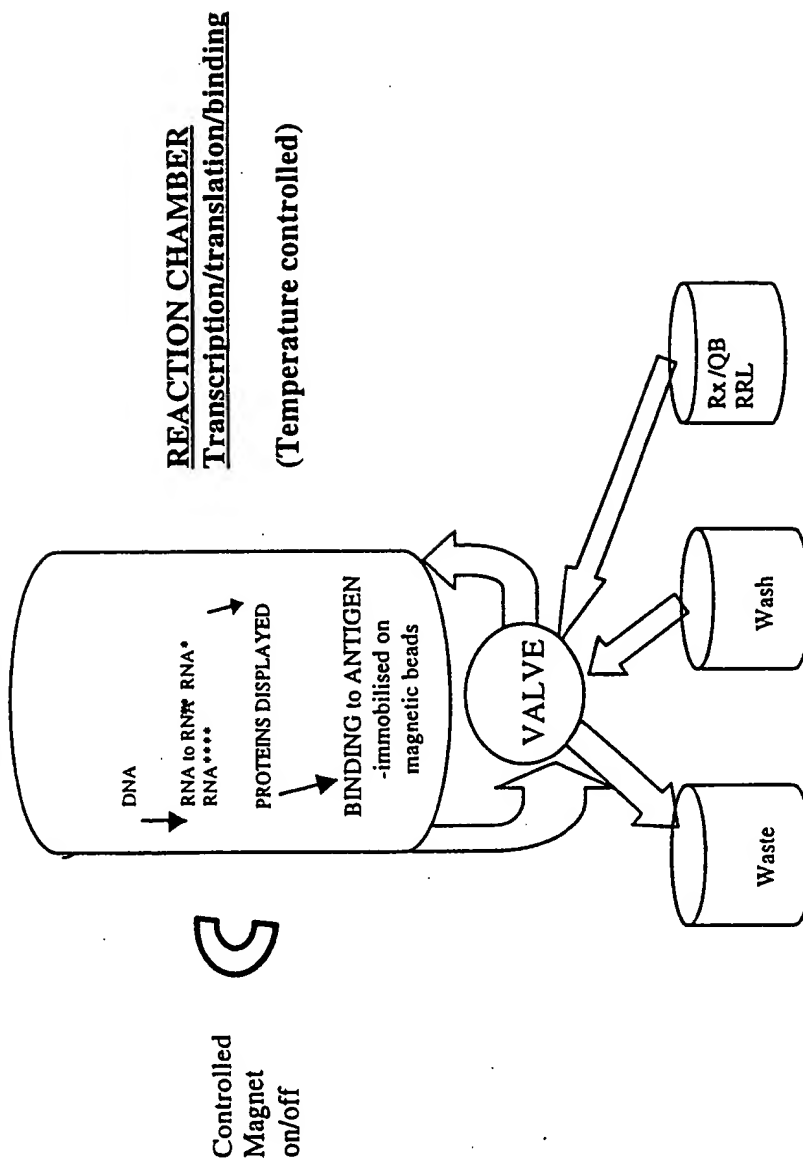 REACTION CHAMBER
Transcription/translation/binding
(Temperature controlled)
Controlled
Magnet
on/off
DNA
RNA to RNA* RNA*
RNA****
PROTEINS DISPLAYED
BINDING to ANTIGEN
-immobilised on
magnetic beads
VALVE
Waste
Wash
Rx/QB
RRL